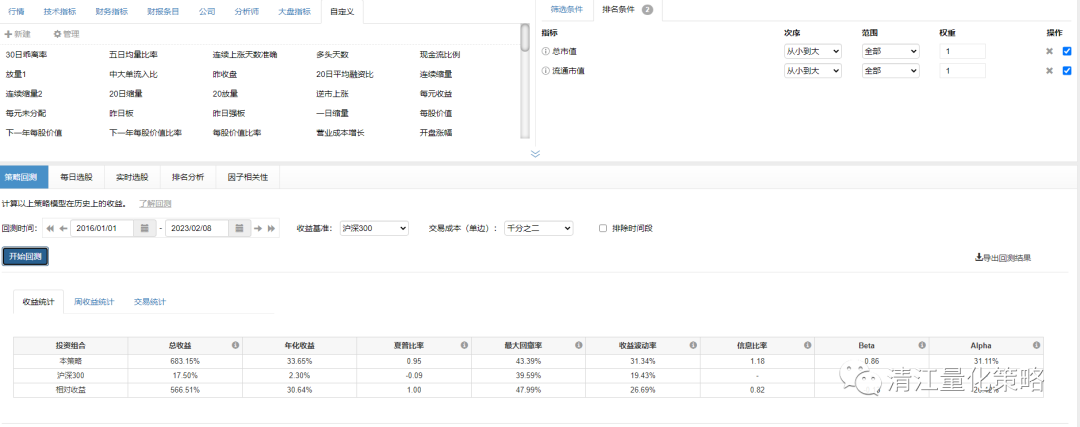 行情 技术指标 财务指标 财报条目 公司 分析师 大盘指标 自定义
新建 管理
30日乖离率 五日均量比率 连续上涨天数准确 多头天数 现金流比例
放量1 中大单流入比 昨收盘 20日平均融资比 连续缩量
连续缩量2 20日缩量 20放量 逆市上涨 每元收益
每元未分配 昨日板 昨日强板 一日缩量 每股价值
下一年每股价值 下一年每股价值比率 每股价值比率 营业成本增长 开盘涨幅
筛选条件 排名条件 2
指标 次序 范围 权重 操作
总市值 从小到大 全部 1
流通市值 从小到大 全部 1
策略回测 每日选股 实时选股 排名分析 因子相关性
计算以上策略模型在历史上的收益。 了解回测
回测时间: 2016/01/01 - 2023/02/08 收益基准: 沪深300 交易成本（单边）: 千分之二 排除时间段
开始回测 导出回测结果
收益统计 周收益统计 交易统计
投资组合 总收益 年化收益 夏普比率 最大回撤率 收益波动率 信息比率 Beta Alpha
本策略 683.15% 33.65% 0.95 43.39% 31.34% 1.18 0.86 31.11%
沪深300 17.50% 2.30% -0.09 39.59% 19.43% -
相对收益 566.51% 30.64% 1.00 47.99% 26.69% 0.82
清江量化策略